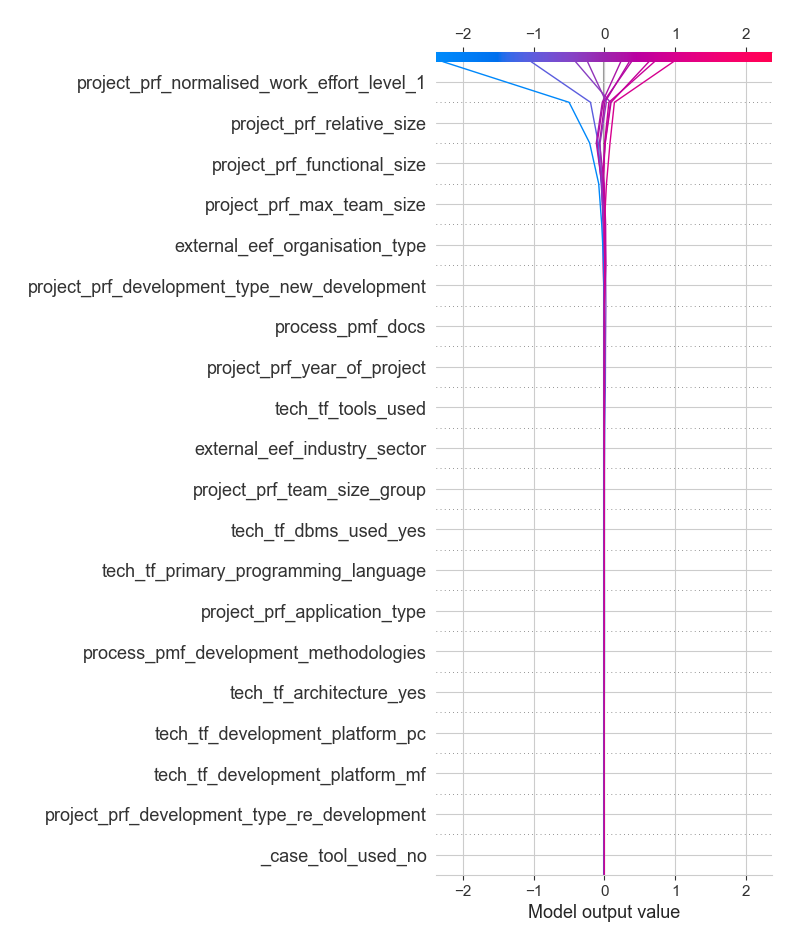 −2 −1 0 1 2
project_prf_normalised_work_effort_level_1
project_prf_relative_size
project_prf_functional_size
project_prf_max_team_size
external_eef_organisation_type
project_prf_development_type_new_development
process_pmf_docs
project_prf_year_of_project
tech_tf_tools_used
external_eef_industry_sector
project_prf_team_size_group
tech_tf_dbms_used_yes
tech_tf_primary_programming_language
project_prf_application_type
process_pmf_development_methodologies
tech_tf_architecture_yes
tech_tf_development_platform_pc
tech_tf_development_platform_mf
project_prf_development_type_re_development
_case_tool_used_no
−2 −1 0 1 2
Model output value